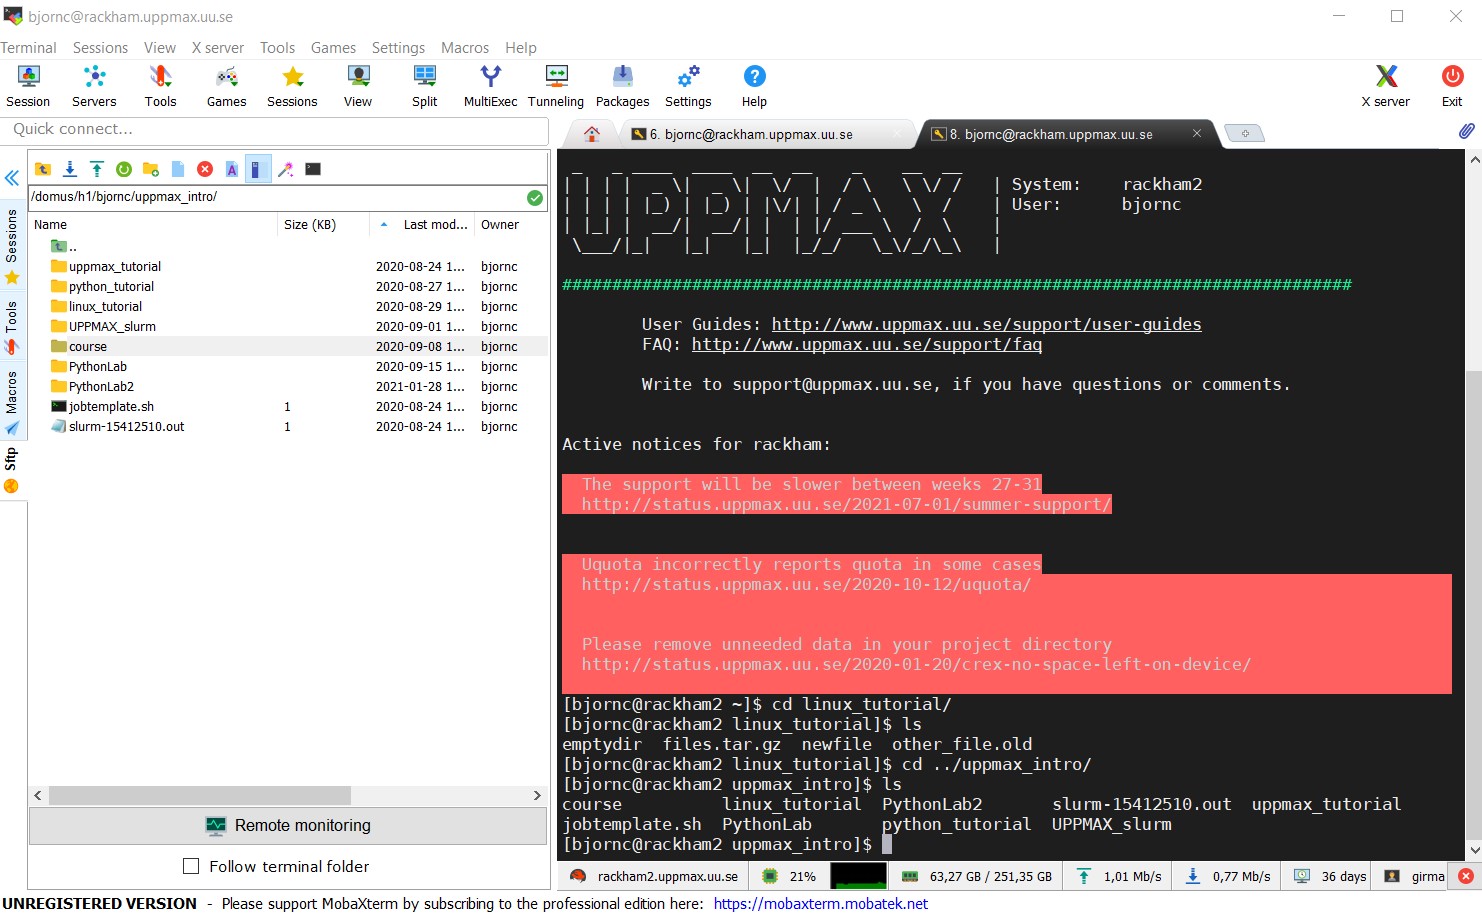 bjornc@rackham.uppmax.uu.se
Terminal Sessions View X server Tools Games Settings Macros Help
Session Servers Tools Games Sessions View Split MultiExec Tunneling Packages Settings Help X server Exit
Quick connect...
6. bjornc@rackham.uppmax.uu.se
8. bjornc@rackham.uppmax.uu.se
Sessions
Tools
Macros
Sftp
/domus/h1/bjornc/uppmax_intro/
Name Size (KB) Last mod... Owner
..
uppmax_tutorial 2020-08-24 1... bjornc
python_tutorial 2020-08-27 1... bjornc
linux_tutorial 2020-08-29 1... bjornc
UPPMAX_slurm 2020-09-01 1... bjornc
course 2020-09-08 1... bjornc
PythonLab 2020-09-15 1... bjornc
PythonLab2 2021-01-28 1... bjornc
jobtemplate.sh 1 2020-08-24 1... bjornc
slurm-15412510.out 1 2020-08-24 1... bjornc
Remote monitoring
Follow terminal folder
UPPMAX
| System: rackham2
| User: bjornc
###############################################################################
User Guides: http://www.uppmax.uu.se/support/user-guides
FAQ: http://www.uppmax.uu.se/support/faq
Write to support@uppmax.uu.se, if you have questions or comments.
Active notices for rackham:
The support will be slower between weeks 27-31
http://status.uppmax.uu.se/2021-07-01/summer-support/
Uquota incorrectly reports quota in some cases
http://status.uppmax.uu.se/2020-10-12/uquota/
Please remove unneeded data in your project directory
http://status.uppmax.uu.se/2020-01-20/crex-no-space-left-on-device/
[bjornc@rackham2 ~]$ cd linux_tutorial/
[bjornc@rackham2 linux_tutorial]$ ls
emptydir files.tar.gz newfile other_file.old
[bjornc@rackham2 linux_tutorial]$ cd ../uppmax_intro/
[bjornc@rackham2 uppmax_intro]$ ls
course linux_tutorial PythonLab2 slurm-15412510.out uppmax_tutorial
jobtemplate.sh PythonLab python_tutorial UPPMAX_slurm
[bjornc@rackham2 uppmax_intro]$
rackham2.uppmax.uu.se 21% 63,27 GB / 251,35 GB 1,01 Mb/s 0,77 Mb/s 36 days girma
UNREGISTERED VERSION - Please support MobaXterm by subscribing to the professional edition here: https://mobaxterm.mobatek.net